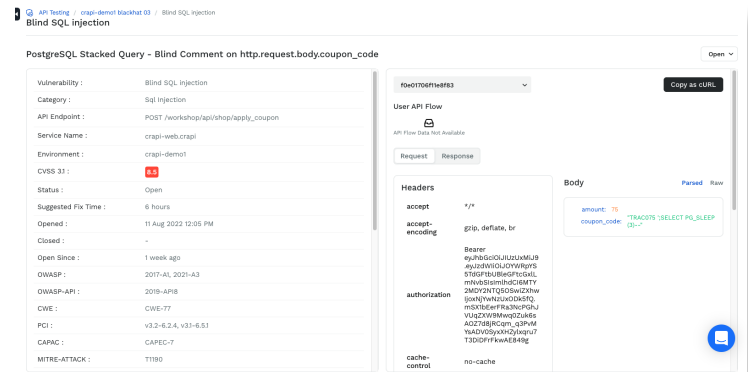 API Testing / crapi-demo1 blackhat 03 / Blind SQL injection
Blind SQL injection
PostgreSQL Stacked Query - Blind Comment on http.request.body.coupon_code
Open
Vulnerability : Blind SQL injection
Category : Sql Injection
API Endpoint : POST /workshop/api/shop/apply_coupon
Service Name : crapi-web.crapi
Environment : crapi-demo1
CVSS 3.1 : 8.5
Status : Open
Suggested Fix Time : 6 hours
Opened : 11 Aug 2022 12:05 PM
Closed : -
Open Since : 1 week ago
OWASP : 2017-A1, 2021-A3
OWASP-API : 2019-API8
CWE : CWE-77
PCI : v3.2-6.2.4, v3.1-6.5.1
CAPAC : CAPEC-7
MITRE-ATTACK : T1190
f0e01706f11e8f83
Copy as cURL
User API Flow
API Flow Data Not Available
Request Response
Headers
accept */*
accept-encoding gzip, deflate, br
authorization Bearer
cache-control no-cache
Body Parsed Raw
amount: 75
coupon_code: "TRAC075 ';SELECT PG_SLEEP
(3)--"